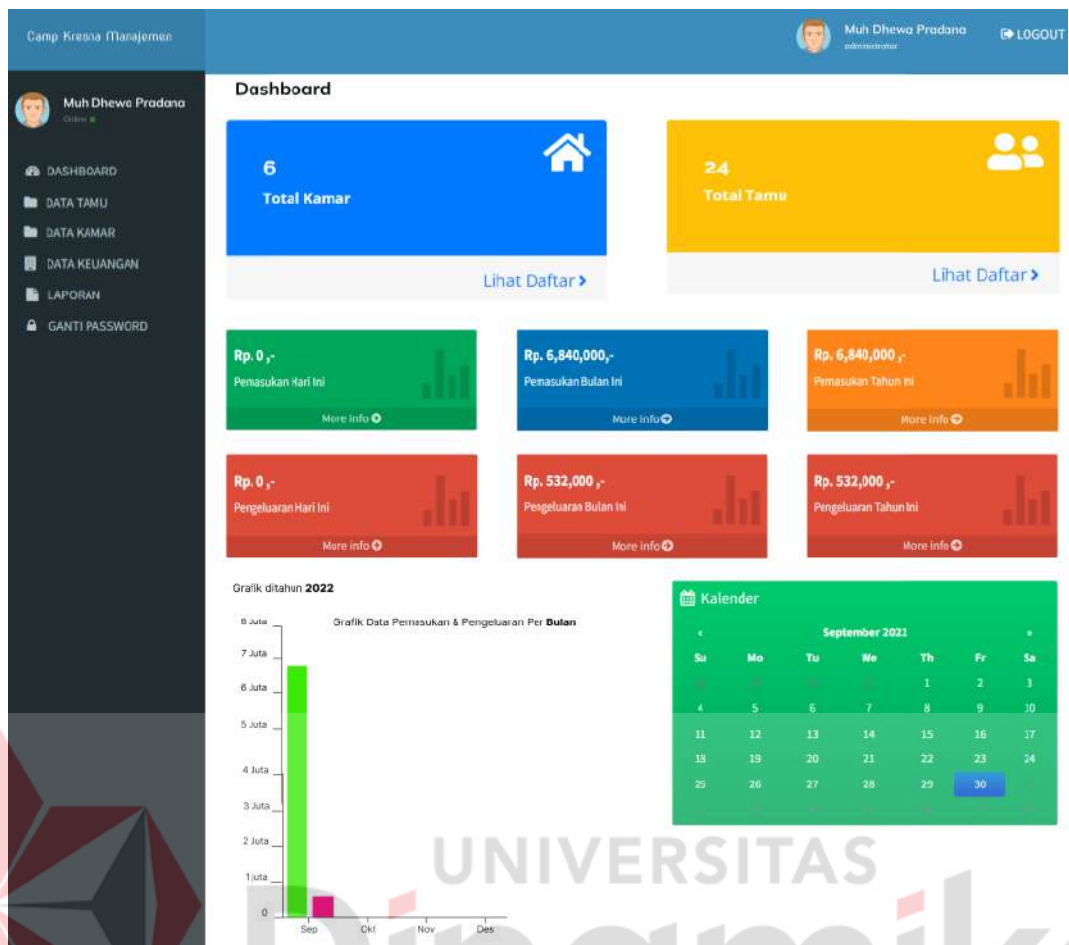 Camp Kresna Manajemen
Muh Dhewa Pradana
administrator
LOGOUT
Muh Dhewa Pradana
Online
DASHBOARD
DATA TAMU
DATA KAMAR
DATA KEUANGAN
LAPORAN
GANTI PASSWORD
Dashboard
6
Total Kamar
Lihat Daftar
24
Total Tamu
Lihat Daftar
Rp. 0 ,-
Pemasukan Hari Ini
More Info
Rp. 6,840,000,-
Pemasukan Bulan Ini
More info
Rp. 6,840,000 ,-
Pemasukan Tahun Ini
More Info
Rp. 0 ,-
Pengeluaran Hari Ini
More info
Rp. 532,000 ,-
Pengeluaran Bulan Ini
More info
Rp. 532,000 ,-
Pengeluaran Tahun Ini
More info
Grafik ditahun 2022
Grafik Data Pemasukan & Pengeluaran Per Bulan
8 Juta
7 Juta
6 Juta
5 Juta
4 Juta
3 Juta
2 Juta
1 juta
0
Sep Okt Nov Des
Kalender
« September 2021 »
Su Mo Tu We Th Fr Sa
1 2 3
4 5 6 7 8 9 10
11 12 13 14 15 16 17
18 19 20 21 22 23 24
25 26 27 28 29 30
UNIVERSITAS
Dinamika